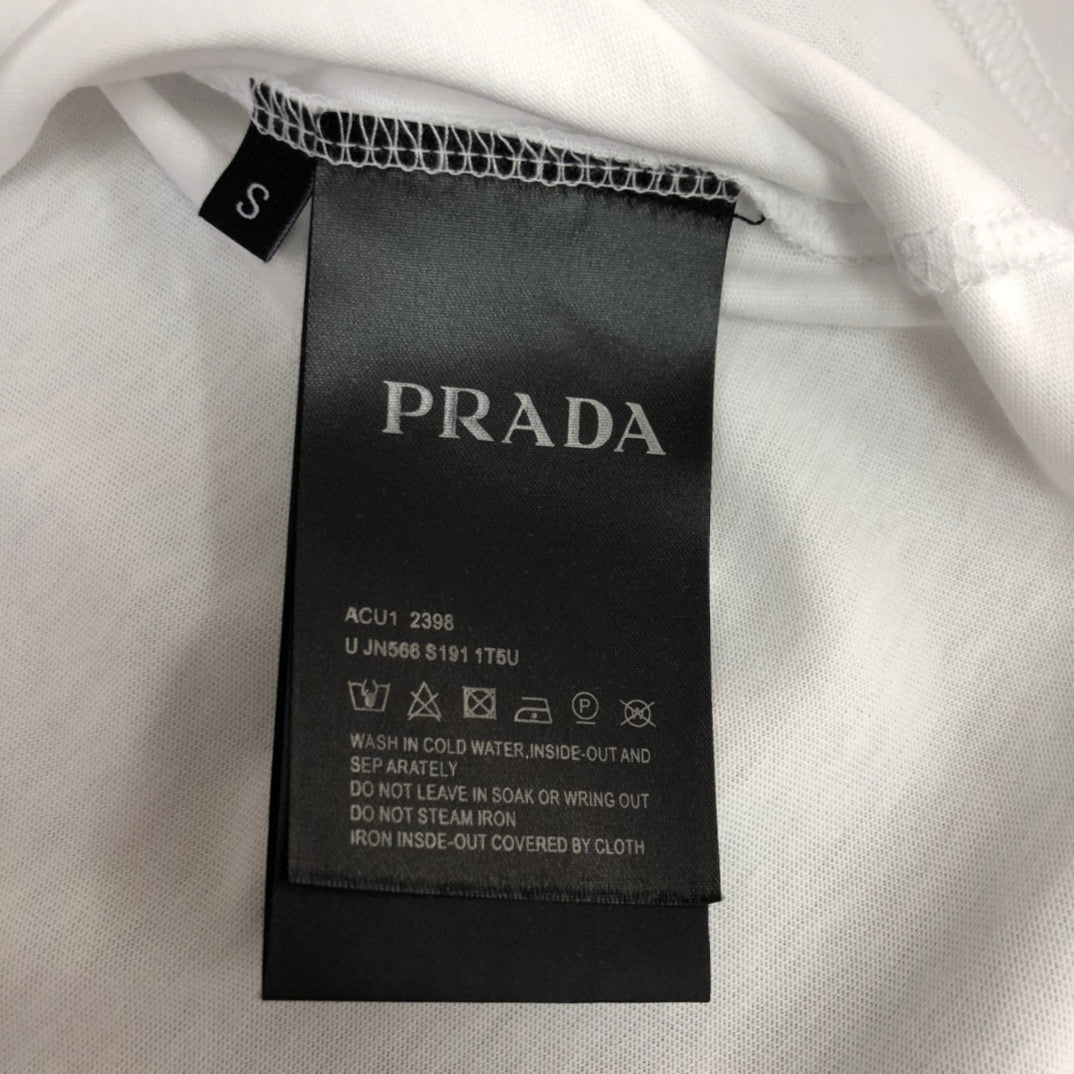 S
PRADA
ACU1 2398
U JN566 S191 1T5U
P
WASH IN COLD WATER,INSIDE-OUT AND
SEP ARATELY
DO NOT LEAVE IN SOAK OR WRING OUT
DO NOT STEAM IRON
IRON INSDE-OUT COVERED BY CLOTH